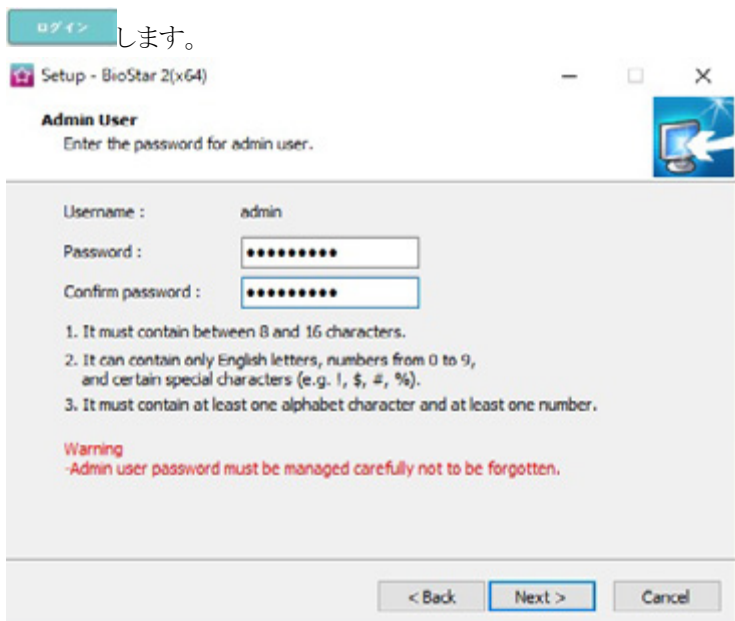 ログイン します。
Setup - BioStar 2(x64)
Admin User
Enter the password for admin user.
Username : admin
Password : •••••••••
Confirm password : •••••••••
1. It must contain between 8 and 16 characters.
2. It can contain only English letters, numbers from 0 to 9,
and certain special characters (e.g. !, $, #, %).
3. It must contain at least one alphabet character and at least one number.
Warning
-Admin user password must be managed carefully not to be forgotten.
< Back Next > Cancel